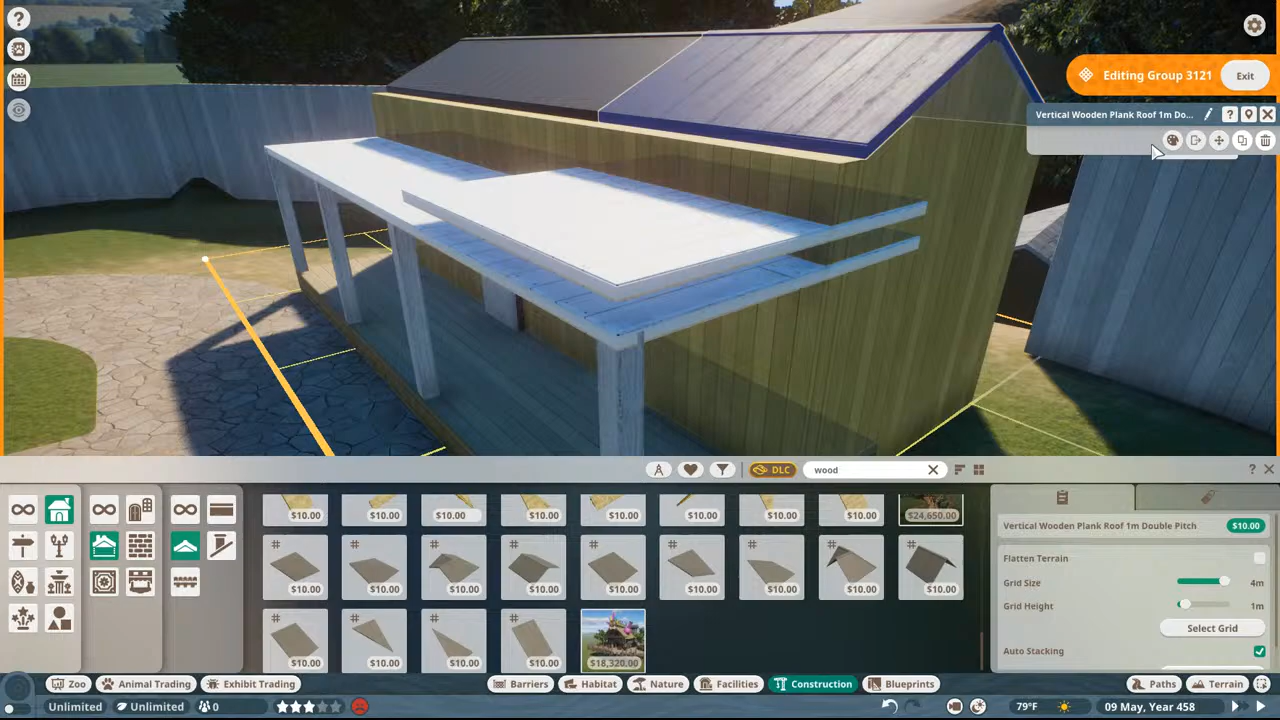 Editing Group 3121
Exit
Vertical Wooden Plank Roof 1m Do...
DLC
wood
$10.00 $10.00 $10.00 $10.00 $10.00 $10.00 $10.00 $10.00 $24,650.00
$10.00 $10.00 $10.00 $10.00 $10.00 $10.00 $10.00 $10.00 $10.00
$10.00 $10.00 $10.00 $10.00 $18,320.00
Vertical Wooden Plank Roof 1m Double Pitch $10.00
Flatten Terrain
Grid Size 4m
Grid Height 1m
Select Grid
Auto Stacking
Zoo Animal Trading Exhibit Trading Barriers Habitat Nature Facilities Construction Blueprints Paths Terrain
Unlimited Unlimited 0 79°F 09 May, Year 458